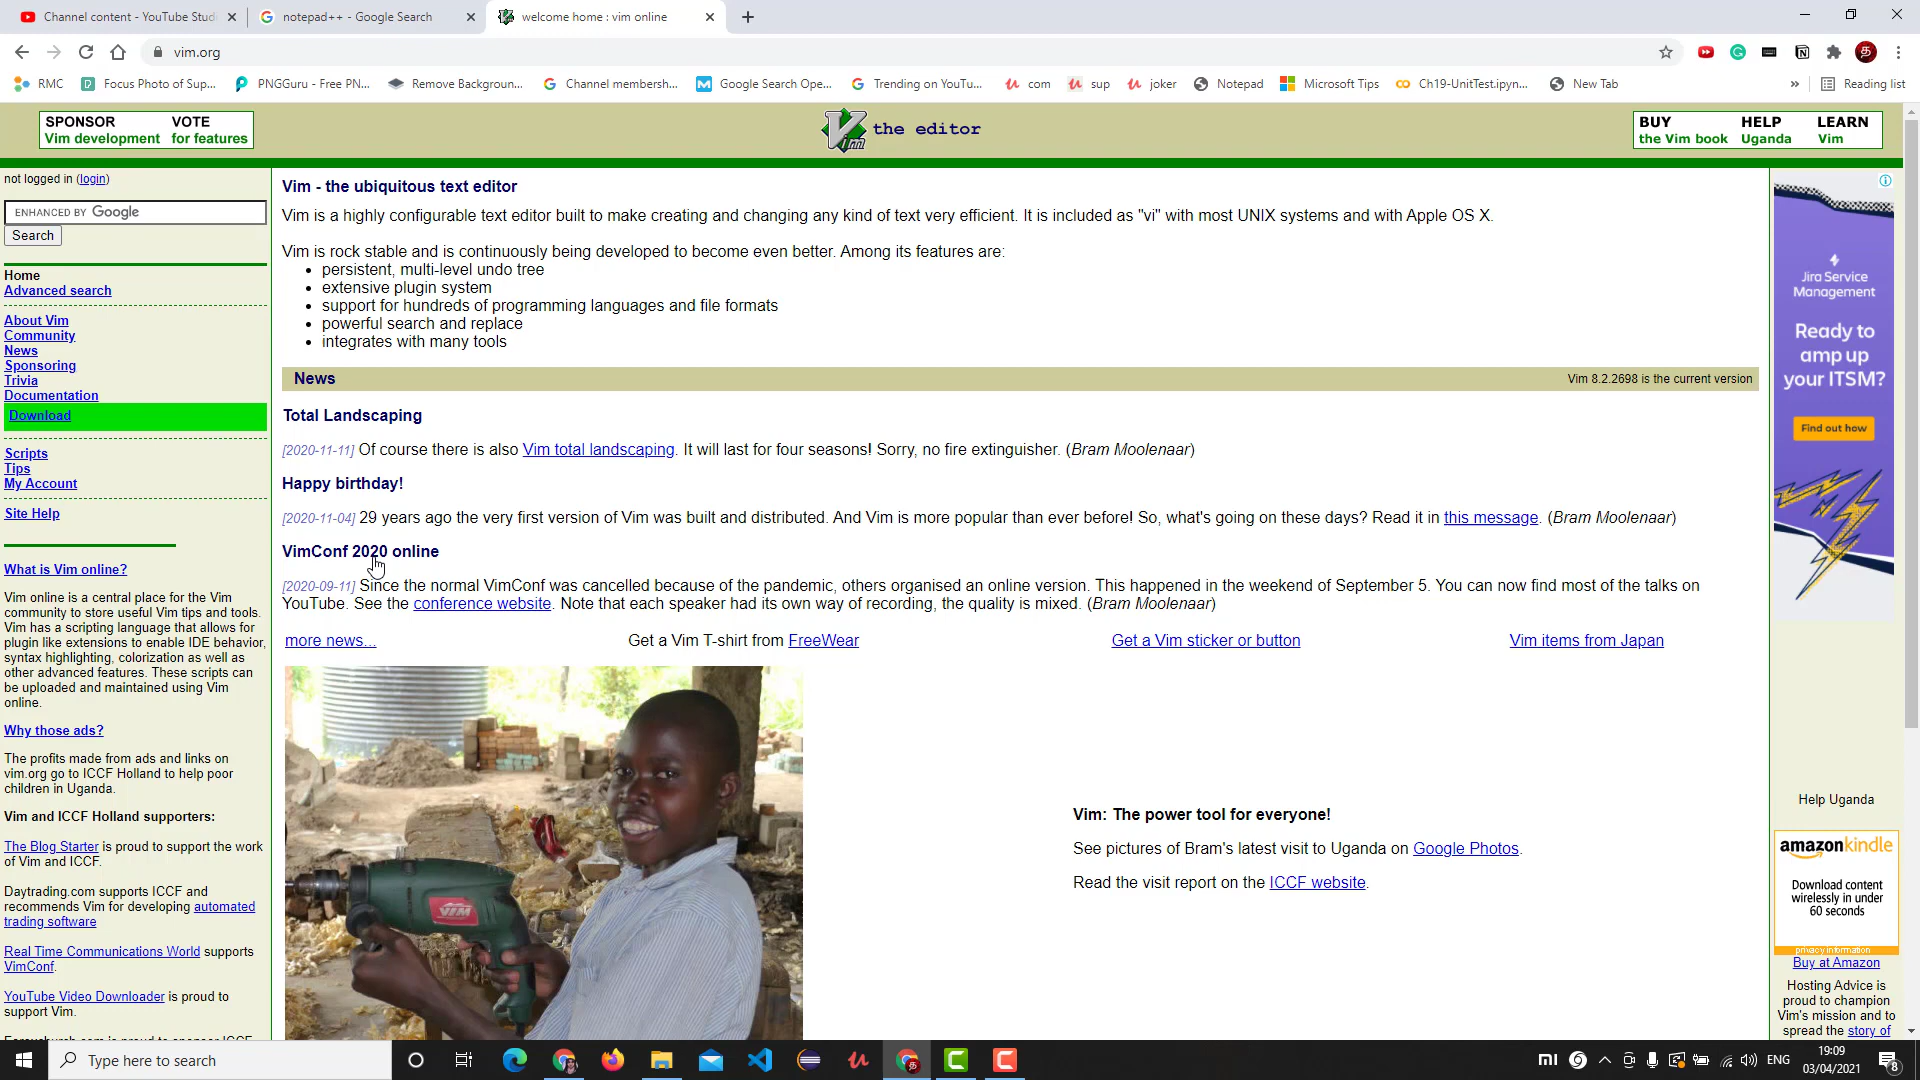 Channel content - YouTube Stud
notepad++ - Google Search
welcome home : vim online
vim.org
RMC
Focus Photo of Sup...
PNGGuru - Free PN...
Remove Backgroun...
Channel membersh...
Google Search Ope...
Trending on YouTu...
com
sup
joker
Notepad
Microsoft Tips
Ch19-UnitTest.ipyn...
New Tab
»
Reading list
SPONSOR VOTE
Vim development for features
Vim the editor
BUY HELP LEARN
the Vim book Uganda Vim
not logged in (login)
ENHANCED BY Google
Search
Home
Advanced search
About Vim
Community
News
Sponsoring
Trivia
Documentation
Download
Scripts
Tips
My Account
Site Help
What is Vim online?
Vim online is a central place for the Vim
community to store useful Vim tips and tools.
Vim has a scripting language that allows for
plugin like extensions to enable IDE behavior,
syntax highlighting, colorization as well as
other advanced features. These scripts can
be uploaded and maintained using Vim
online.
Why those ads?
The profits made from ads and links on
vim.org go to ICCF Holland to help poor
children in Uganda.
Vim and ICCF Holland supporters:
The Blog Starter is proud to support the work
of Vim and ICCF.
Daytrading.com supports ICCF and
recommends Vim for developing automated
trading software
Real Time Communications World supports
VimConf.
YouTube Video Downloader is proud to
support Vim.
Vim - the ubiquitous text editor
Vim is a highly configurable text editor built to make creating and changing any kind of text very efficient. It is included as "vi" with most UNIX systems and with Apple OS X.
Vim is rock stable and is continuously being developed to become even better. Among its features are:
• persistent, multi-level undo tree
• extensive plugin system
• support for hundreds of programming languages and file formats
• powerful search and replace
• integrates with many tools
News
Vim 8.2.2698 is the current version
Total Landscaping
[2020-11-11] Of course there is also Vim total landscaping. It will last for four seasons! Sorry, no fire extinguisher. (Bram Moolenaar)
Happy birthday!
[2020-11-04] 29 years ago the very first version of Vim was built and distributed. And Vim is more popular than ever before! So, what's going on these days? Read it in this message. (Bram Moolenaar)
VimConf 2020 online
[2020-09-11] Since the normal VimConf was cancelled because of the pandemic, others organised an online version. This happened in the weekend of September 5. You can now find most of the talks on
YouTube. See the conference website. Note that each speaker had its own way of recording, the quality is mixed. (Bram Moolenaar)
more news...
Get a Vim T-shirt from FreeWear
Get a Vim sticker or button
Vim items from Japan
VIM
Vim: The power tool for everyone!
See pictures of Bram's latest visit to Uganda on Google Photos.
Read the visit report on the ICCF website.
Jira Service
Management
Ready to
amp up
your ITSM?
Find out how
Help Uganda
amazonkindle
Download content
wirelessly in under
60 seconds
privacy information
Buy at Amazon
Hosting Advice is
proud to champion
Vim's mission and to
spread the story of
Type here to search
mi
ENG
19:09
03/04/2021
8